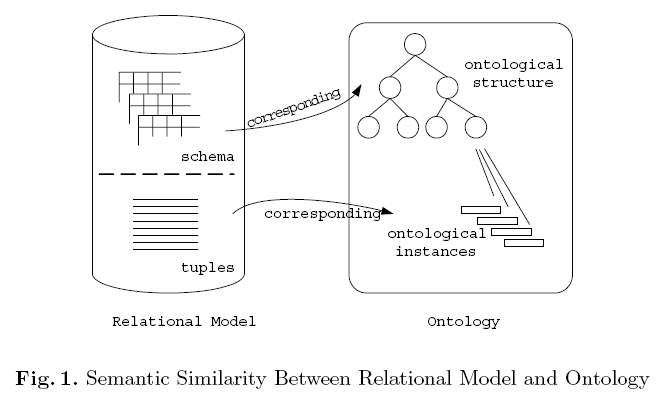 ontological
structure
corresponding
schema
corresponding
ontological
instances
tuples
Relational Model
Ontology
Fig. 1. Semantic Similarity Between Relational Model and Ontology